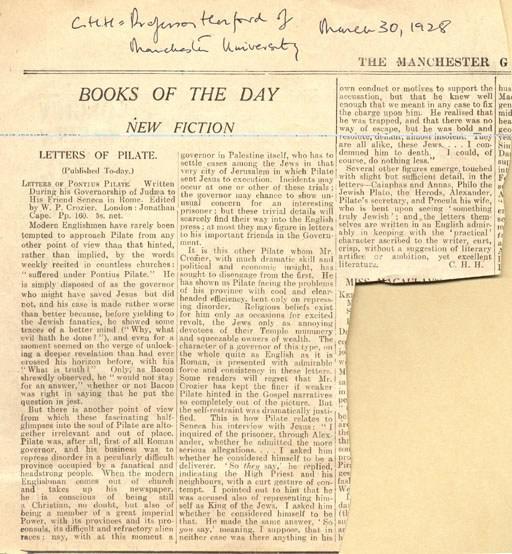 C.H.H = Professor Herford of
Manchester University
March 30, 1928
THE MANCHESTER G
BOOKS OF THE DAY
NEW FICTION
LETTERS OF PILATE.
(Published To-day.)
LETTERS OF PONTIUS PILATE Written
During his Governorship of Judæa to
His Friend Seneca in Rome. Edited
by W. P. Crozier. London: Jonathan
Cape. Pp. 160. 5s. net.
Modern Englishmen have rarely been
tempted to approach Pilate from any
other point of view than that hinted,
rather than implied, by the words
weekly recited in countless churches:
"suffered under Pontius Pilate." He
is simply disposed of as the governor
who might have saved Jesus but did
not, and his case is made rather worse
than better because, before yielding to
the Jewish fanatics, he showed some
traces of a better mind ("Why, what
evil hath he done?"), and even for a
moment seemed on the verge of unlock-
ing a deeper revelation than had ever
crossed his horizon before, with his
"What is truth?" Only, as Bacon
shrewdly observed, he "would not stay
for an answer," whether or not Bacon
was right in saying that he put the
question in jest.
But there is another point of view
from which these fascinating half-
glimpses into the soul of Pilate are alto-
gether irrelevant and out of place.
Pilate was, after all, first of all Roman
governor, and his business was to
repress disorder in a peculiarly difficult
province occupied by a fanatical and
headstrong people. When the modern
Englishman comes out of church
and takes up his newspaper,
he is conscious of being still
a Christian, no doubt, but also of
being a member of a great imperial
Power, with its provinces and its pro-
consuls, its difficult and refractory alien
races; nay, with at this moment a
governor in Palestine itself, who has to
settle cases among the Jews in that
very city of Jerusalem in which Pilate
sent Jesus to execution. Incidents may
occur at one or other of these trials;
the governor may chance to show un-
usual concern for an interesting
prisoner; but these trivial details will
scarcely find their way into the English
press; at most they may figure in letters
to his important friends in the Govern-
ment.
It is this other Pilate whom Mr.
Crozier, with much dramatic skill and
political and economic insight, has
sought to disengage from the first. He
has shown us Pilate facing the problems
of his province with cool and clear-
headed efficiency, bent only on repress-
ing disorder. Religious beliefs exist
for him only as occasions for excited
revolt, the Jews only as annoying
devotees of their Temple mummery
and squeezable owners of wealth. The
character of a governor of this type, on
the whole quite as English as it is
Roman, is presented with admirable
force and consistency in these letters.
Some readers will regret that Mr.
Crozier has kept the finer if weaker
Pilate hinted in the Gospel narratives
so completely out of the picture. But
the self-restraint was dramatically justi-
fied. This is how Pilate relates to
Seneca his interview with Jesus: "I
inquired of the prisoner, through Alex-
ander, whether he admitted the more
serious allegations. . . . I asked him
whether he considered himself to be a
deliverer. 'So they say,' he replied,
indicating the High Priest and his
neighbours, with a curt gesture of con-
tempt. I pointed out to him that he
was accused also of representing him-
self as King of the Jews. I asked him
whether he considered himself to be
that. He made the same answer, 'So
you say,' meaning, I suppose, that in
neither case was there anything in his
own conduct or motives to support the
accusation, but that he knew well
enough that we meant in any case to fix
the charge upon him. He realised that
he was trapped, and that there was no
way of escape, but he was bold and
resolute, defiant, almost insolent. They
are all alike, these Jews. . . . I con-
demned him to death. I could, of
course, do nothing less."
Several other figures emerge, touched
with slight but sufficient detail, in the
letters—Caiaphas and Annas, Philo the
Jewish Plato, the Herods, Alexander,
Pilate's secretary, and Procula his wife,
who is bent upon seeing 'something
truly Jewish'; and the letters them-
selves are written in an English admir-
ably in keeping with the "practical"
character ascribed to the writer, curt,
crisp, without a suggestion of literary
artifice or ambition, yet excellent
literature. C. H. H.